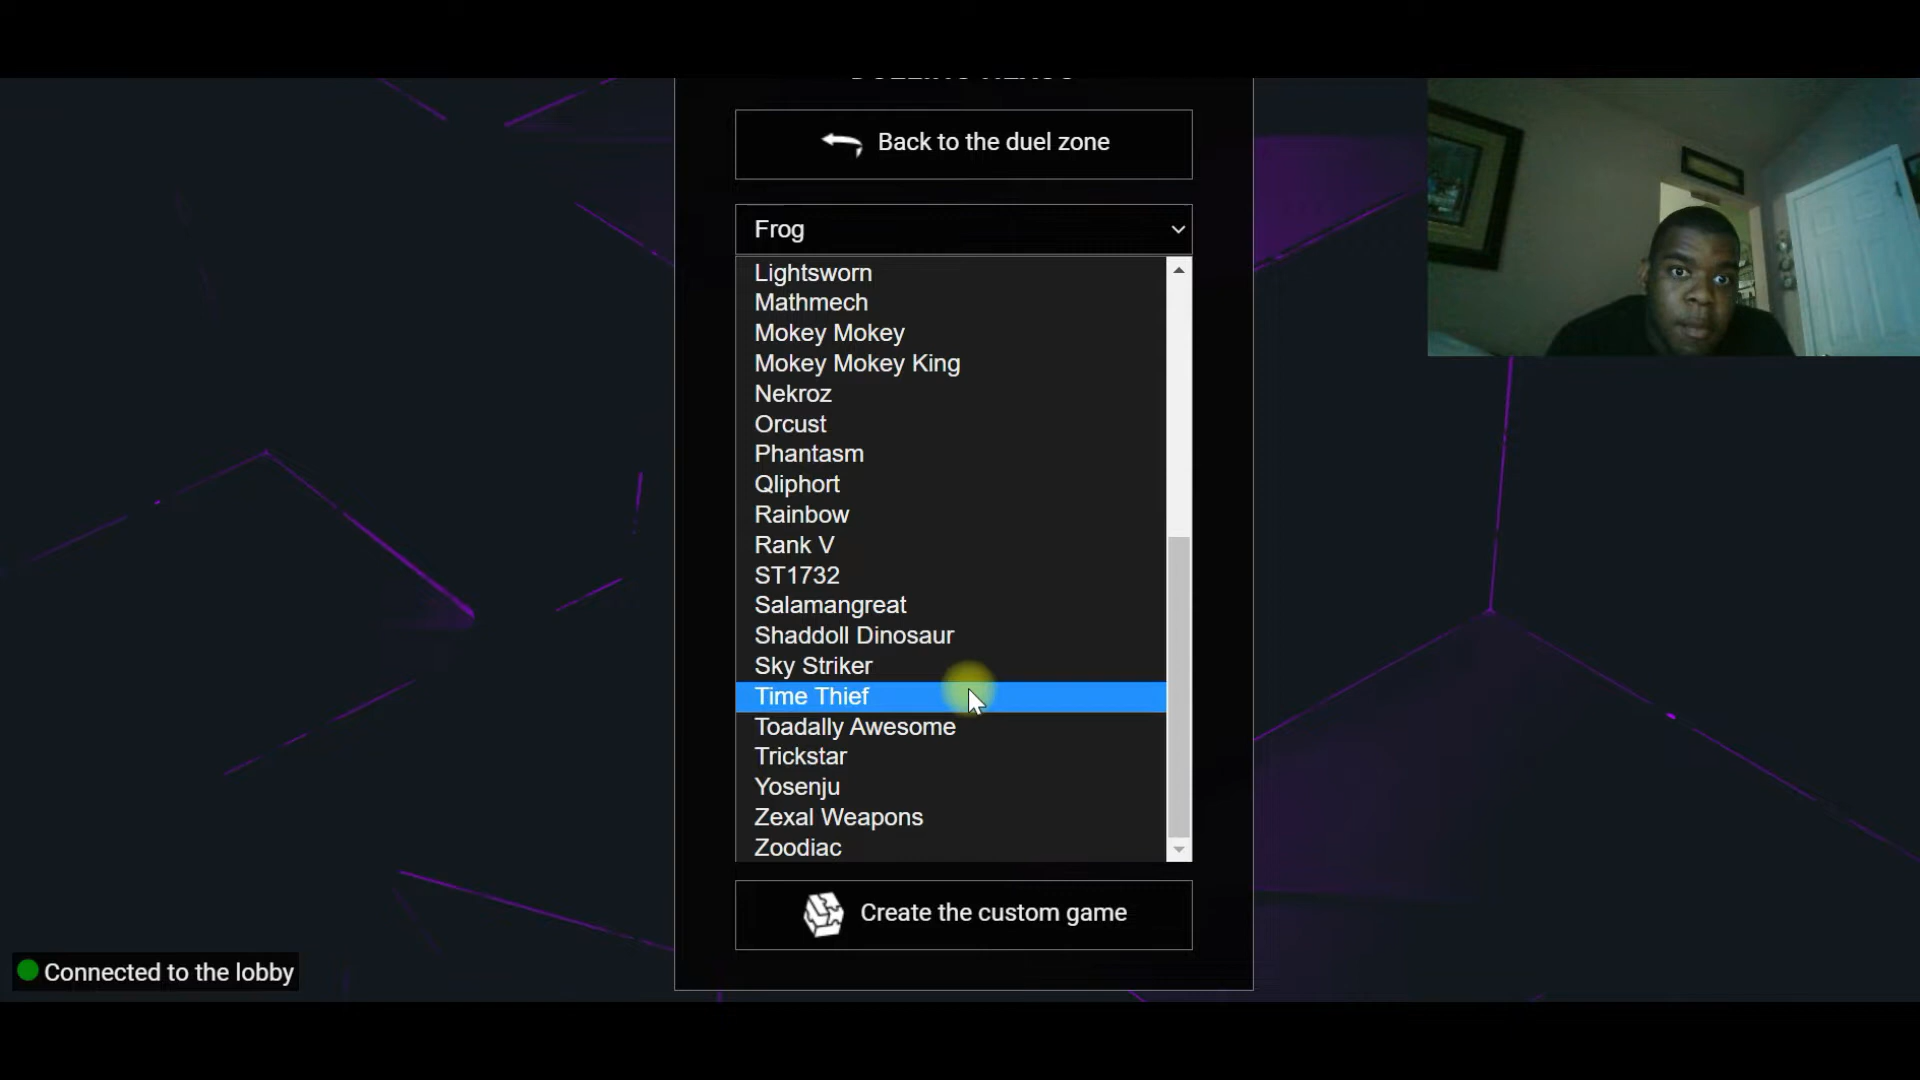 Back to the duel zone
Frog
Lightsworn
Mathmech
Mokey Mokey
Mokey Mokey King
Nekroz
Orcust
Phantasm
Qliphort
Rainbow
Rank V
ST1732
Salamangreat
Shaddoll Dinosaur
Sky Striker
Time Thief
Toadally Awesome
Trickstar
Yosenju
Zexal Weapons
Zoodiac
Create the custom game
Connected to the lobby